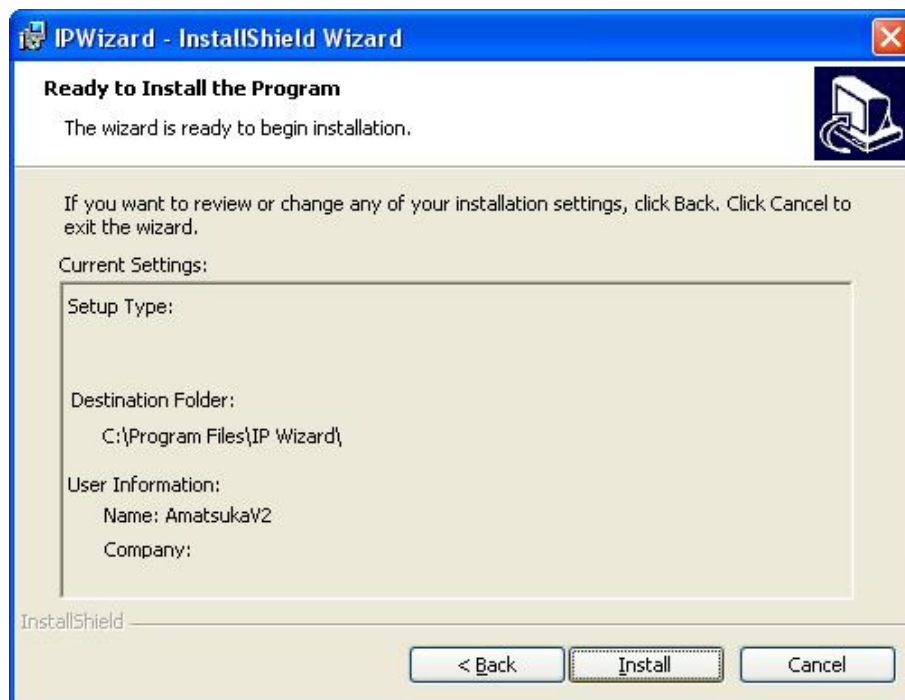 IPWizard - InstallShield Wizard
Ready to Install the Program
The wizard is ready to begin installation.
If you want to review or change any of your installation settings, click Back. Click Cancel to
exit the wizard.
Current Settings:
Setup Type:
Destination Folder:
C:\Program Files\IP Wizard\
User Information:
Name: AmatsukaV2
Company:
InstallShield
< Back
Install
Cancel